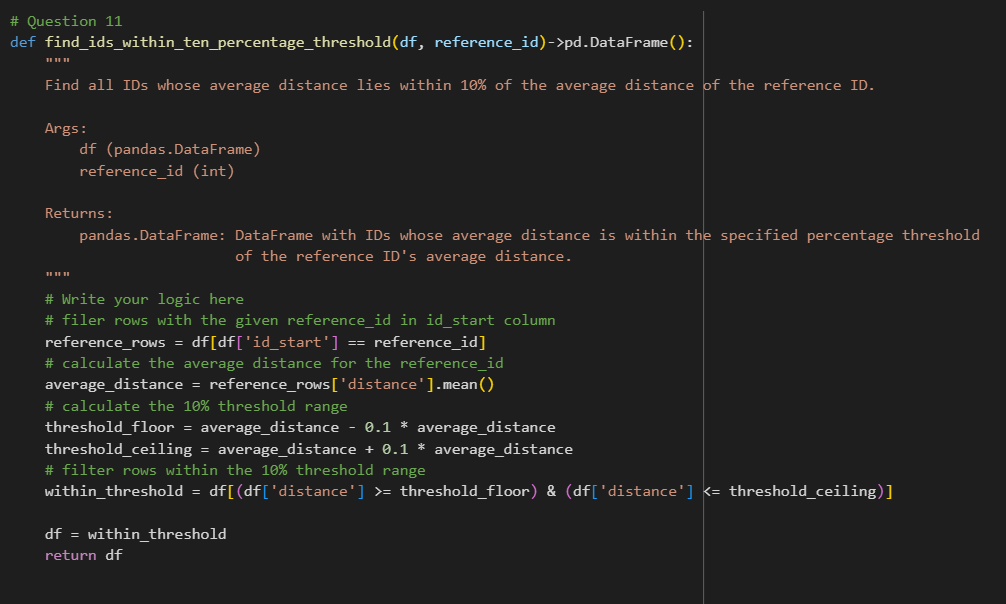 # Question 11
def find_ids_within_ten_percentage_threshold(df, reference_id)->pd.DataFrame():
    """
    Find all IDs whose average distance lies within 10% of the average distance of the reference ID.

    Args:
        df (pandas.DataFrame)
        reference_id (int)

    Returns:
        pandas.DataFrame: DataFrame with IDs whose average distance is within the specified percentage threshold
                          of the reference ID's average distance.
    """
    # Write your logic here
    # filer rows with the given reference_id in id_start column
    reference_rows = df[df['id_start'] == reference_id]
    # calculate the average distance for the reference_id
    average_distance = reference_rows['distance'].mean()
    # calculate the 10% threshold range
    threshold_floor = average_distance - 0.1 * average_distance
    threshold_ceiling = average_distance + 0.1 * average_distance
    # filter rows within the 10% threshold range
    within_threshold = df[(df['distance'] >= threshold_floor) & (df['distance'] <= threshold_ceiling)]

    df = within_threshold
    return df